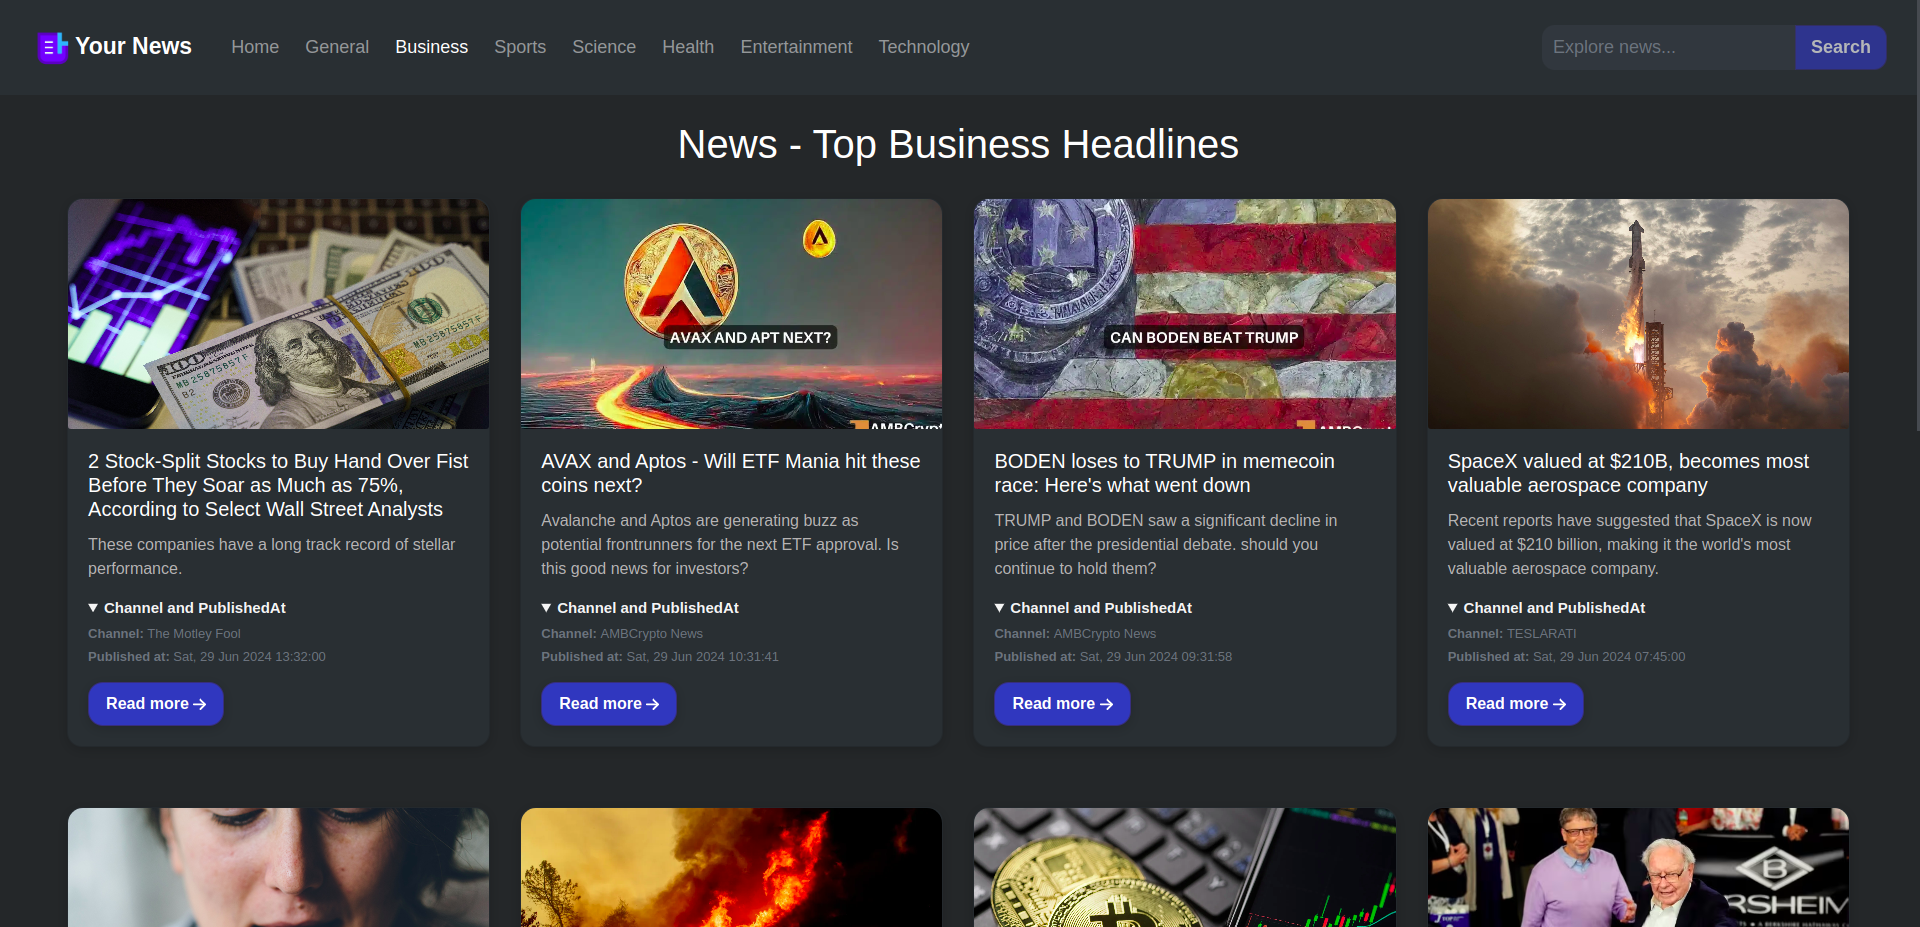 Your News
Home
General
Business
Sports
Science
Health
Entertainment
Technology
Explore news...
Search
News - Top Business Headlines
MB 25875857 F
B2
MB 25875857 F
2 Stock-Split Stocks to Buy Hand Over Fist
Before They Soar as Much as 75%,
According to Select Wall Street Analysts
These companies have a long track record of stellar
performance.
Channel and PublishedAt
Channel: The Motley Fool
Published at: Sat, 29 Jun 2024 13:32:00
Read more
AVAX AND APT NEXT?
AMBCrypt
AVAX and Aptos - Will ETF Mania hit these
coins next?
Avalanche and Aptos are generating buzz as
potential frontrunners for the next ETF approval. Is
this good news for investors?
Channel and PublishedAt
Channel: AMBCrypto News
Published at: Sat, 29 Jun 2024 10:31:41
Read more
CAN BODEN BEAT TRUMP
BODEN loses to TRUMP in memecoin
race: Here's what went down
TRUMP and BODEN saw a significant decline in
price after the presidential debate. should you
continue to hold them?
Channel and PublishedAt
Channel: AMBCrypto News
Published at: Sat, 29 Jun 2024 09:31:58
Read more
SpaceX valued at $210B, becomes most
valuable aerospace company
Recent reports have suggested that SpaceX is now
valued at $210 billion, making it the world's most
valuable aerospace company.
Channel and PublishedAt
Channel: TESLARATI
Published at: Sat, 29 Jun 2024 07:45:00
Read more
B
RSHEIM